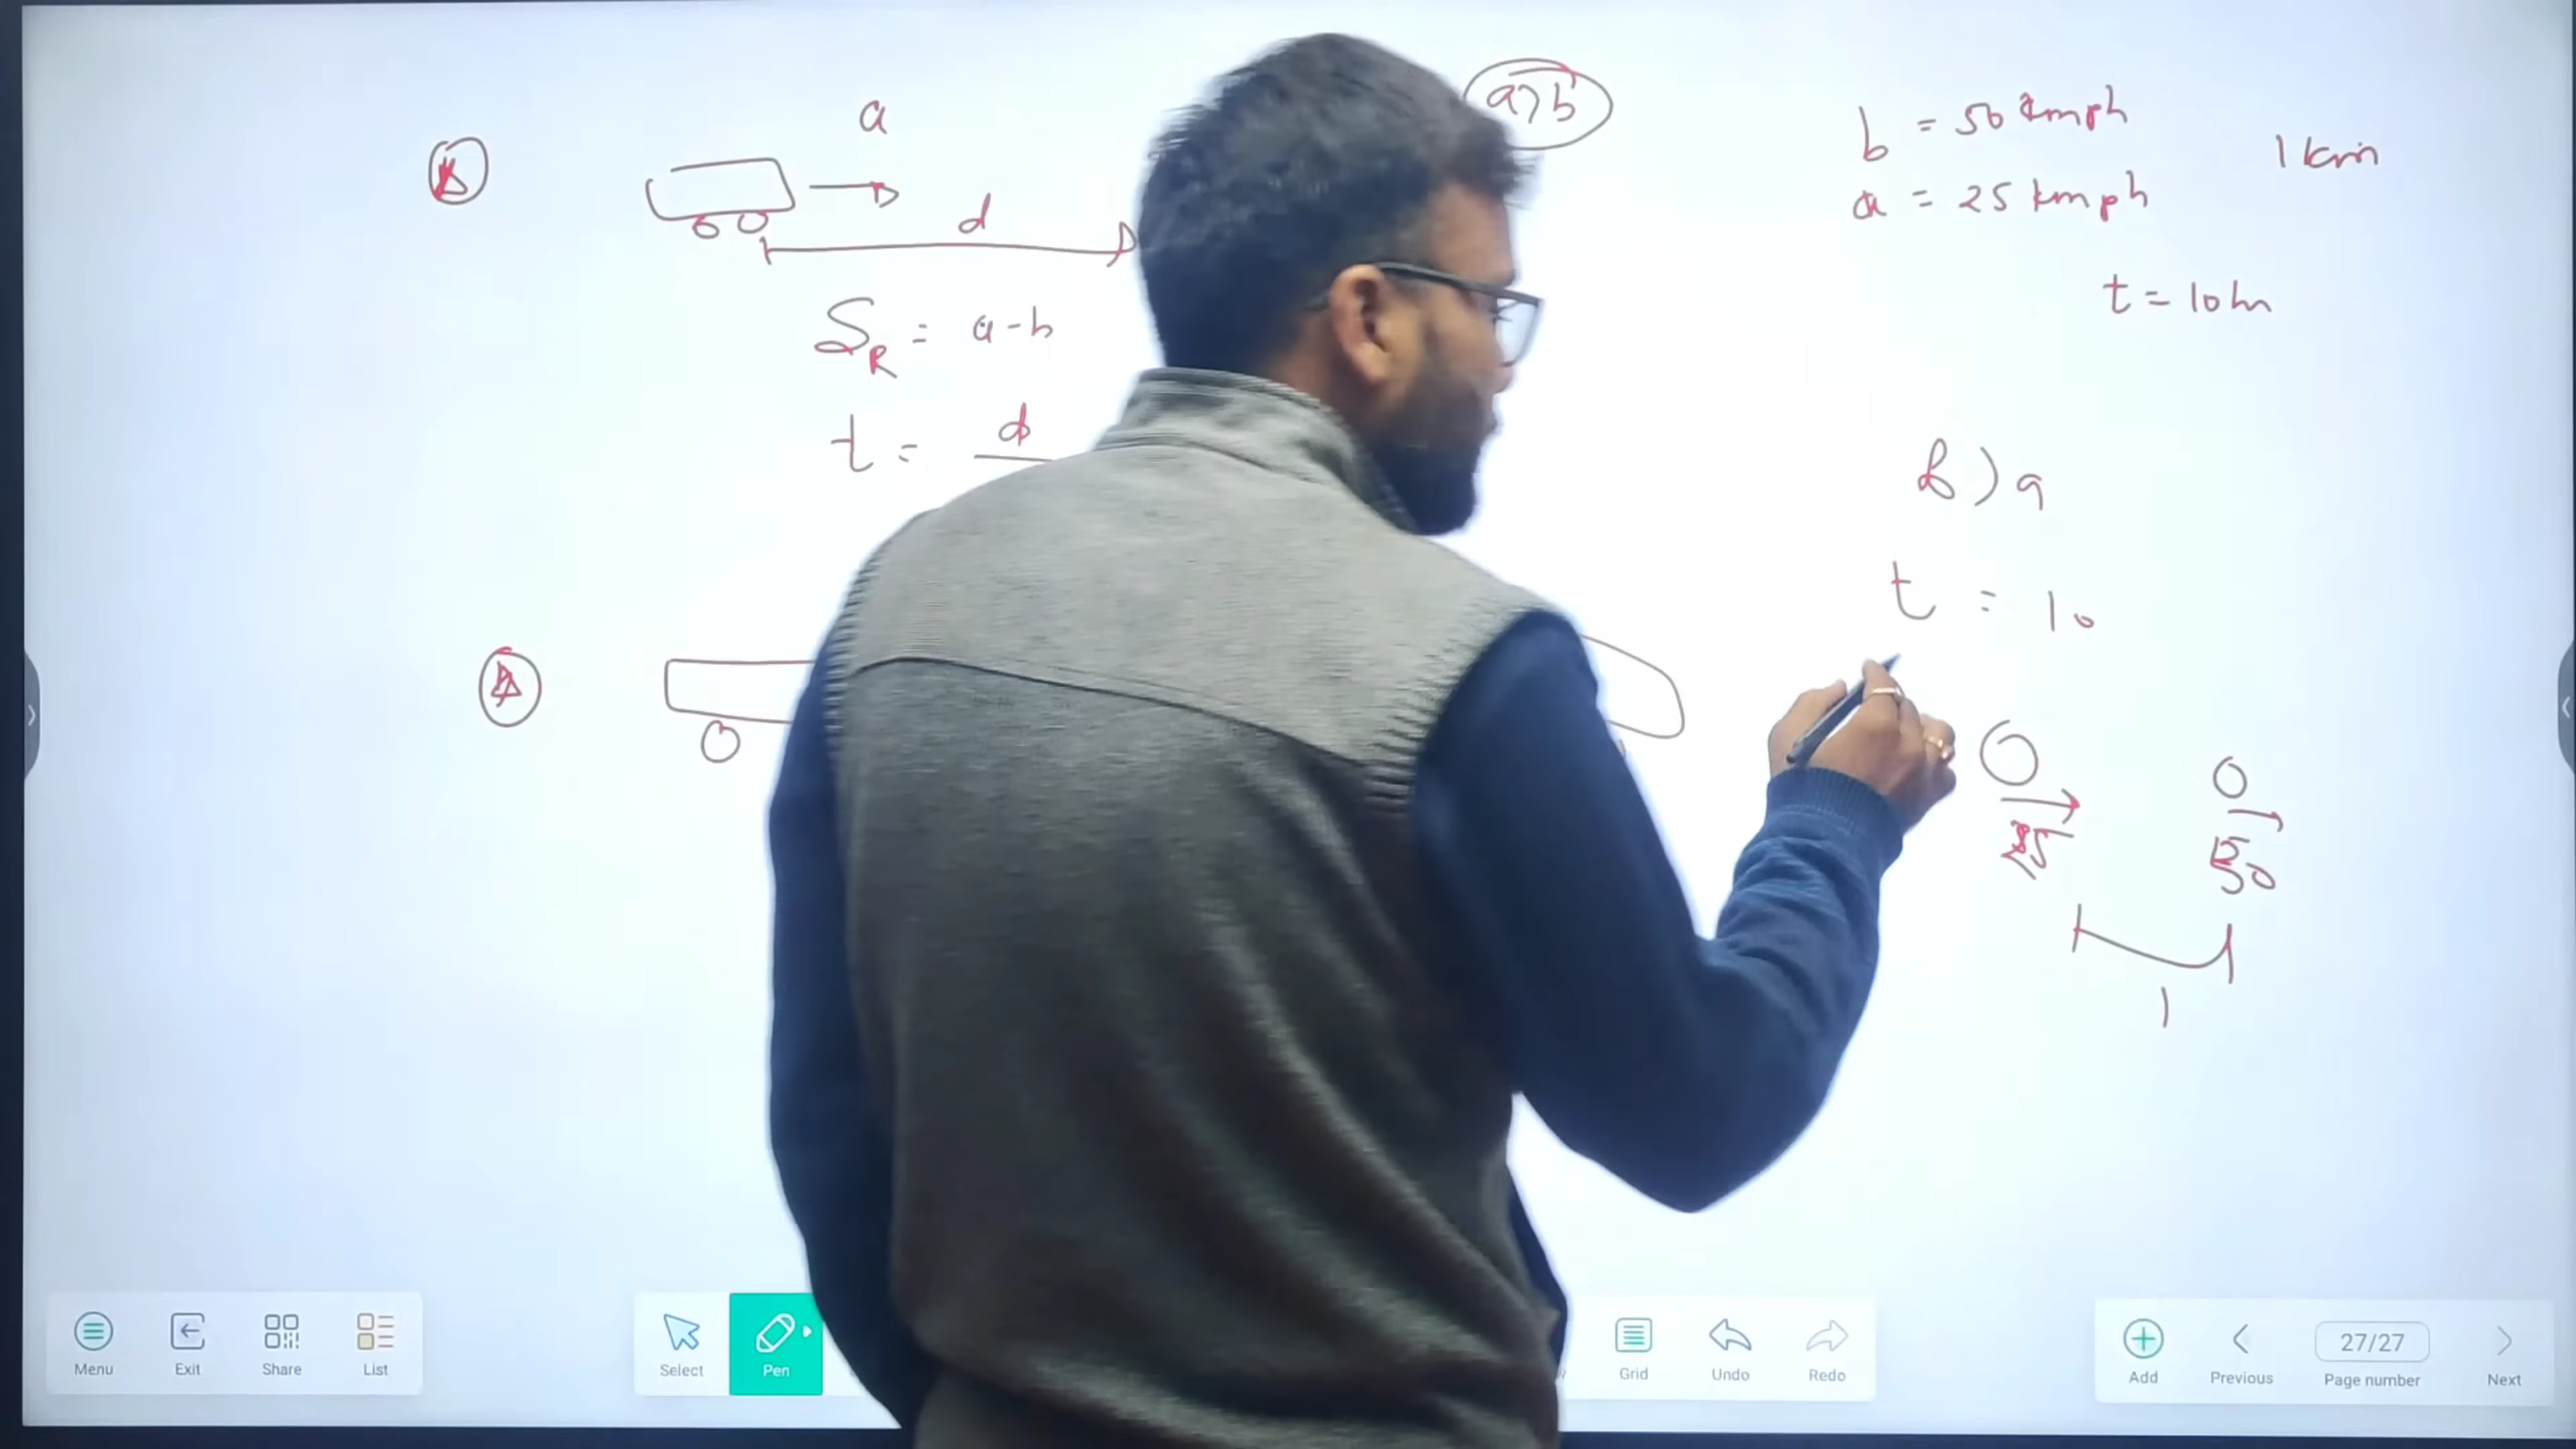 a
A
d
S_R = a-b
t = d
a>b
b = 50 kmph
a = 25 kmph
1 km
t = 10 hr
b > a
t = 10
A
25
50
1
Menu
Exit
Share
List
Select
Pen
Grid
Undo
Redo
Add
Previous
27/27
Page number
Next